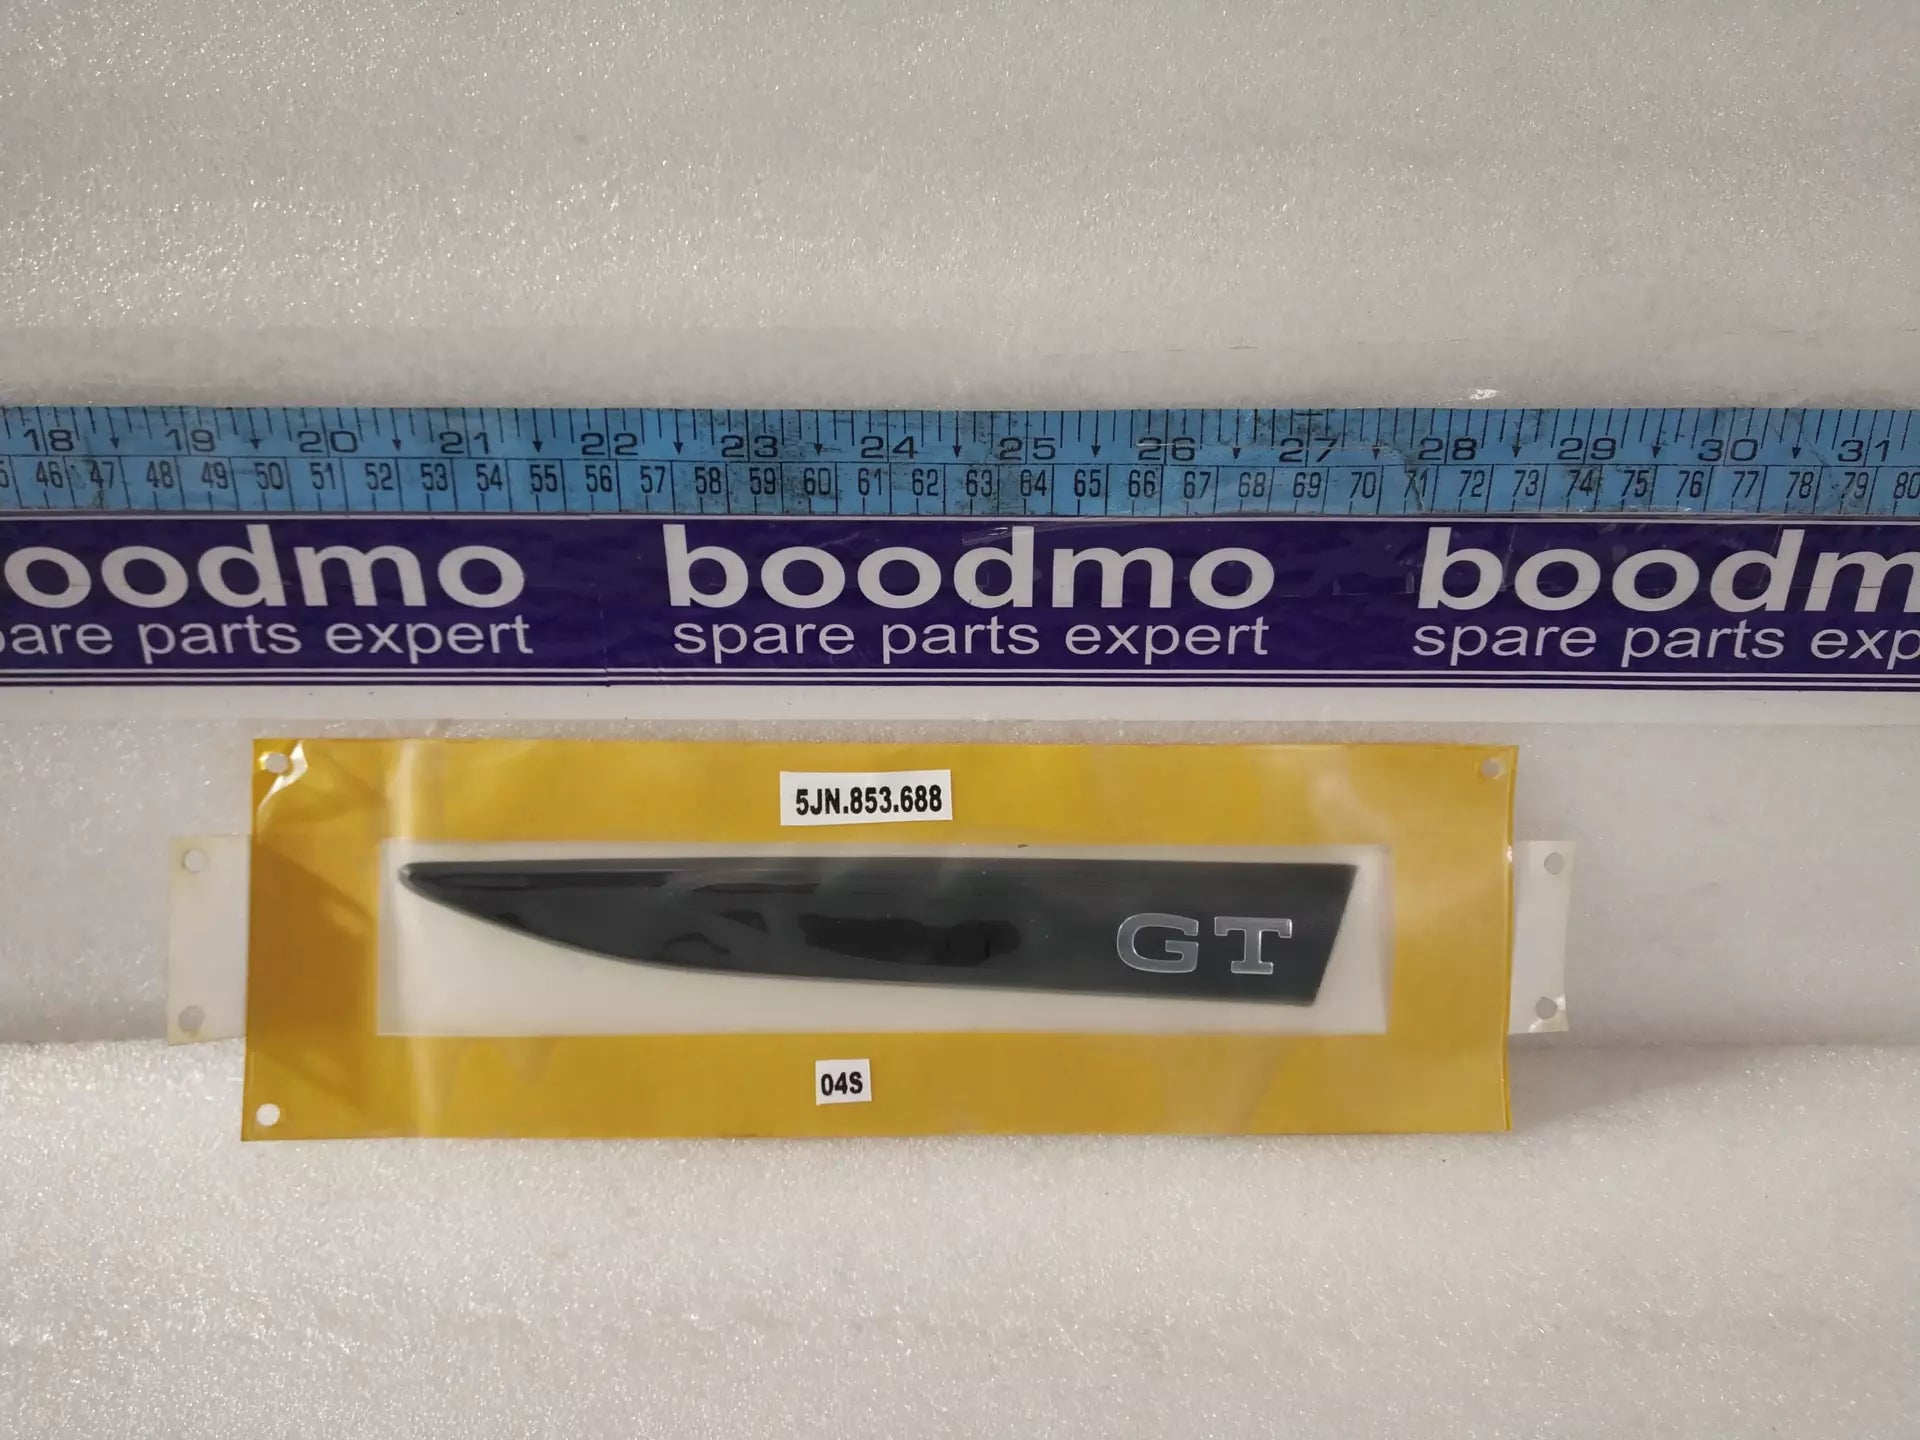 18 19 20 21 22 23 24 25 26 27 28 29 30 31
5 46 47 48 49 50 51 52 53 54 55 56 57 58 59 60 61 62 63 64 65 66 67 68 69 70 71 72 73 74 75 76 77 78 79 80
oodmo boodmo boodm
pare parts expert spare parts expert spare parts exp
5JN.853.688
GT
04S